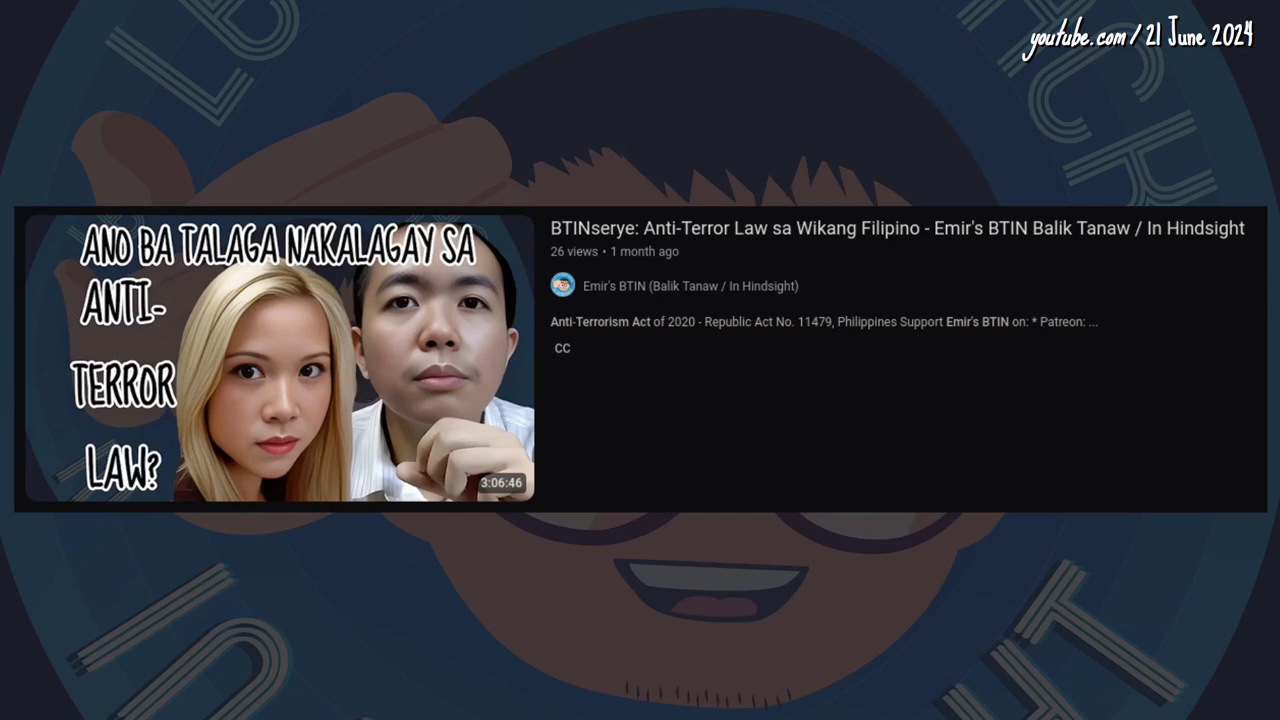 youtube.com / 21 June 2024
ANO BA TALAGA NAKALAGAY SA
ANTI-
TERROR
LAW?
3:06:46
BTINserye: Anti-Terror Law sa Wikang Filipino - Emir's BTIN Balik Tanaw / In Hindsight
26 views • 1 month ago
Emir's BTIN (Balik Tanaw / In Hindsight)
Anti-Terrorism Act of 2020 - Republic Act No. 11479, Philippines Support Emir's BTIN on: * Patreon: ...
CC